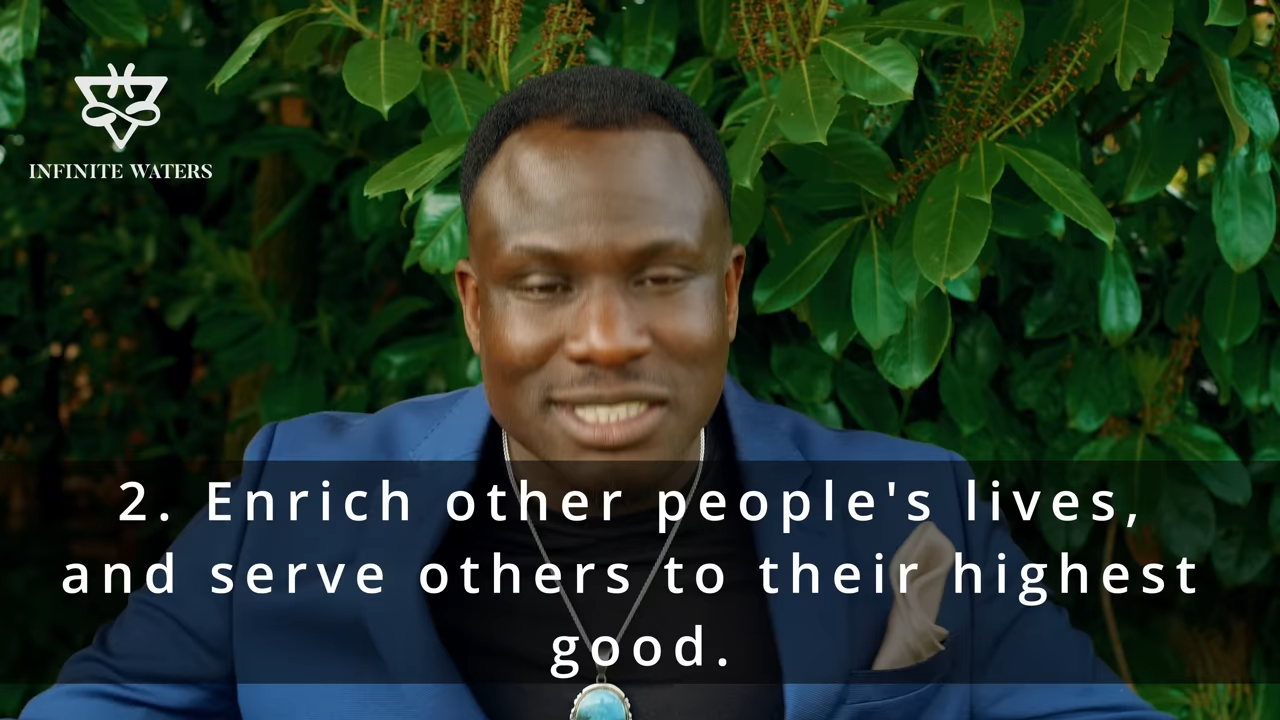 INFINITE WATERS
2. Enrich other people's lives,
and serve others to their highest
good.